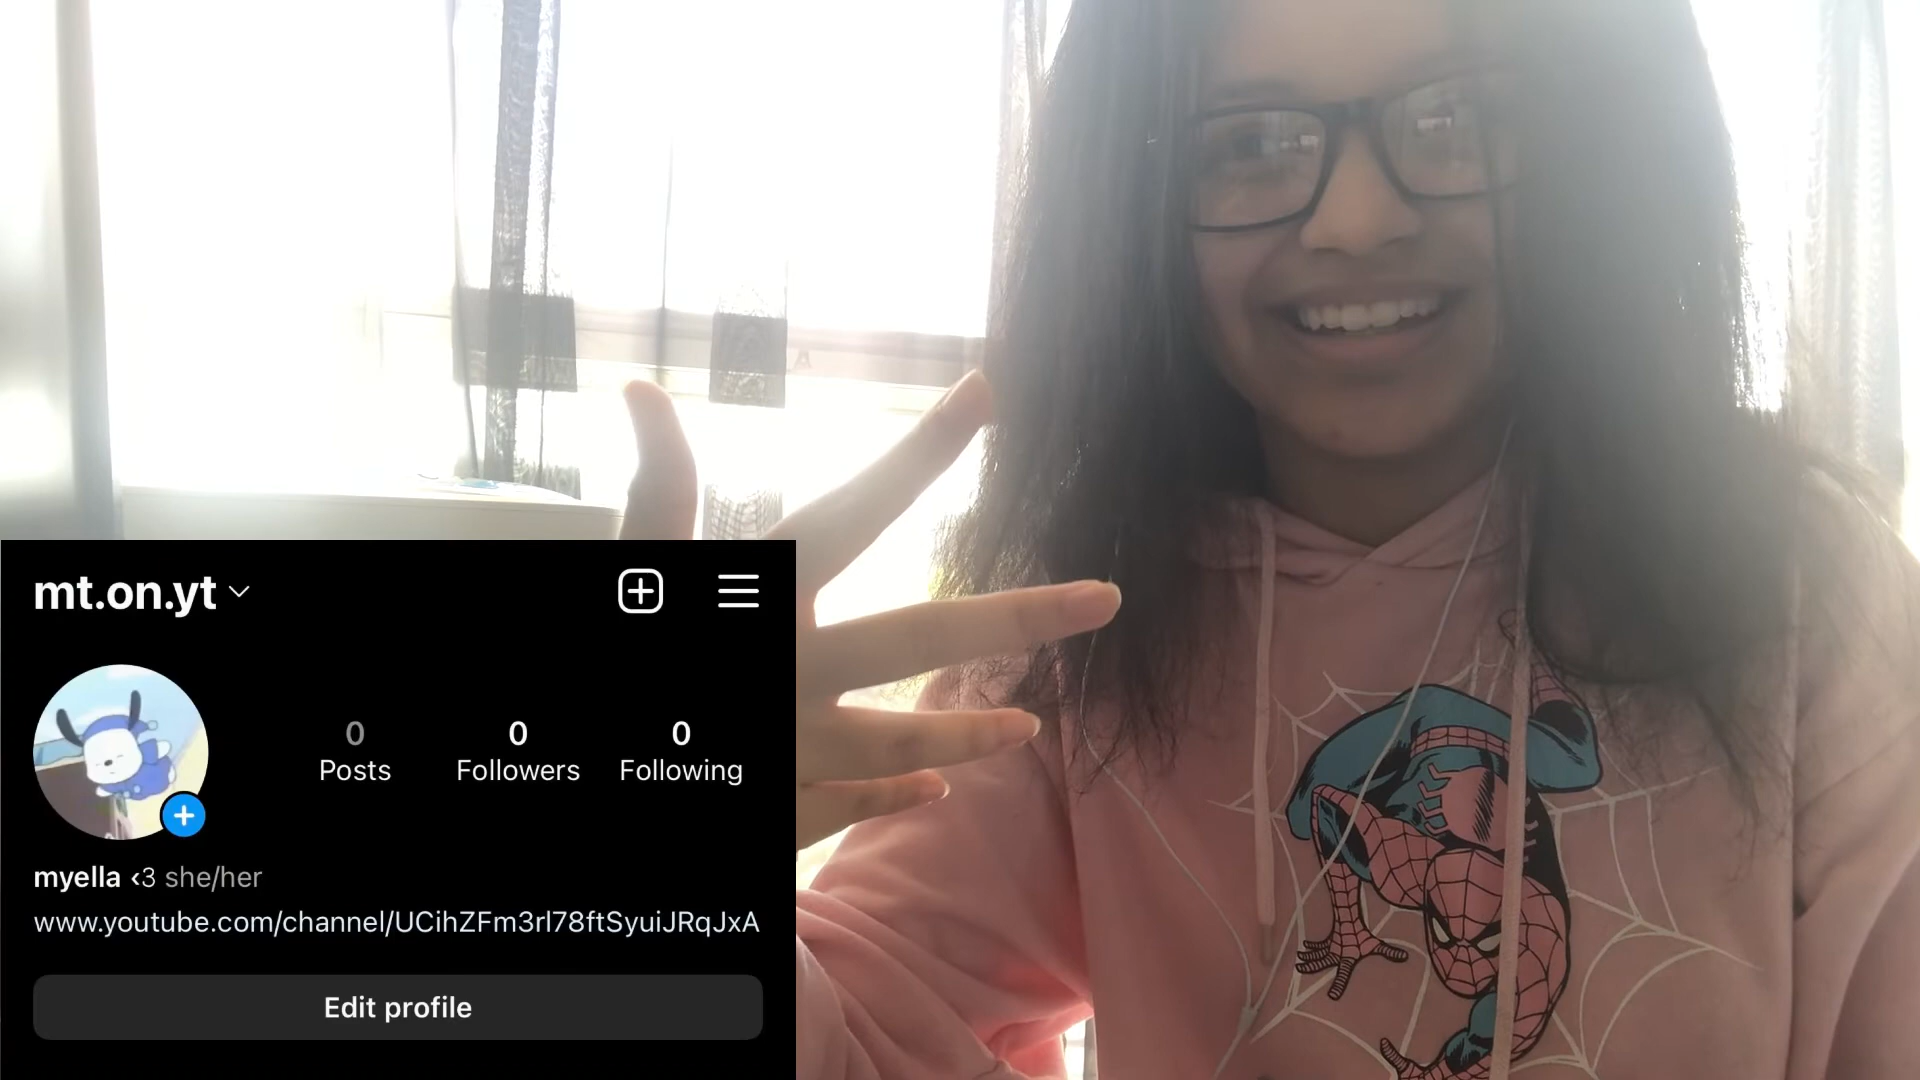 mt.on.yt
0 0 0
Posts Followers Following
myella <3 she/her
www.youtube.com/channel/UCihZFm3rl78ftSyuiJRqJxA
Edit profile